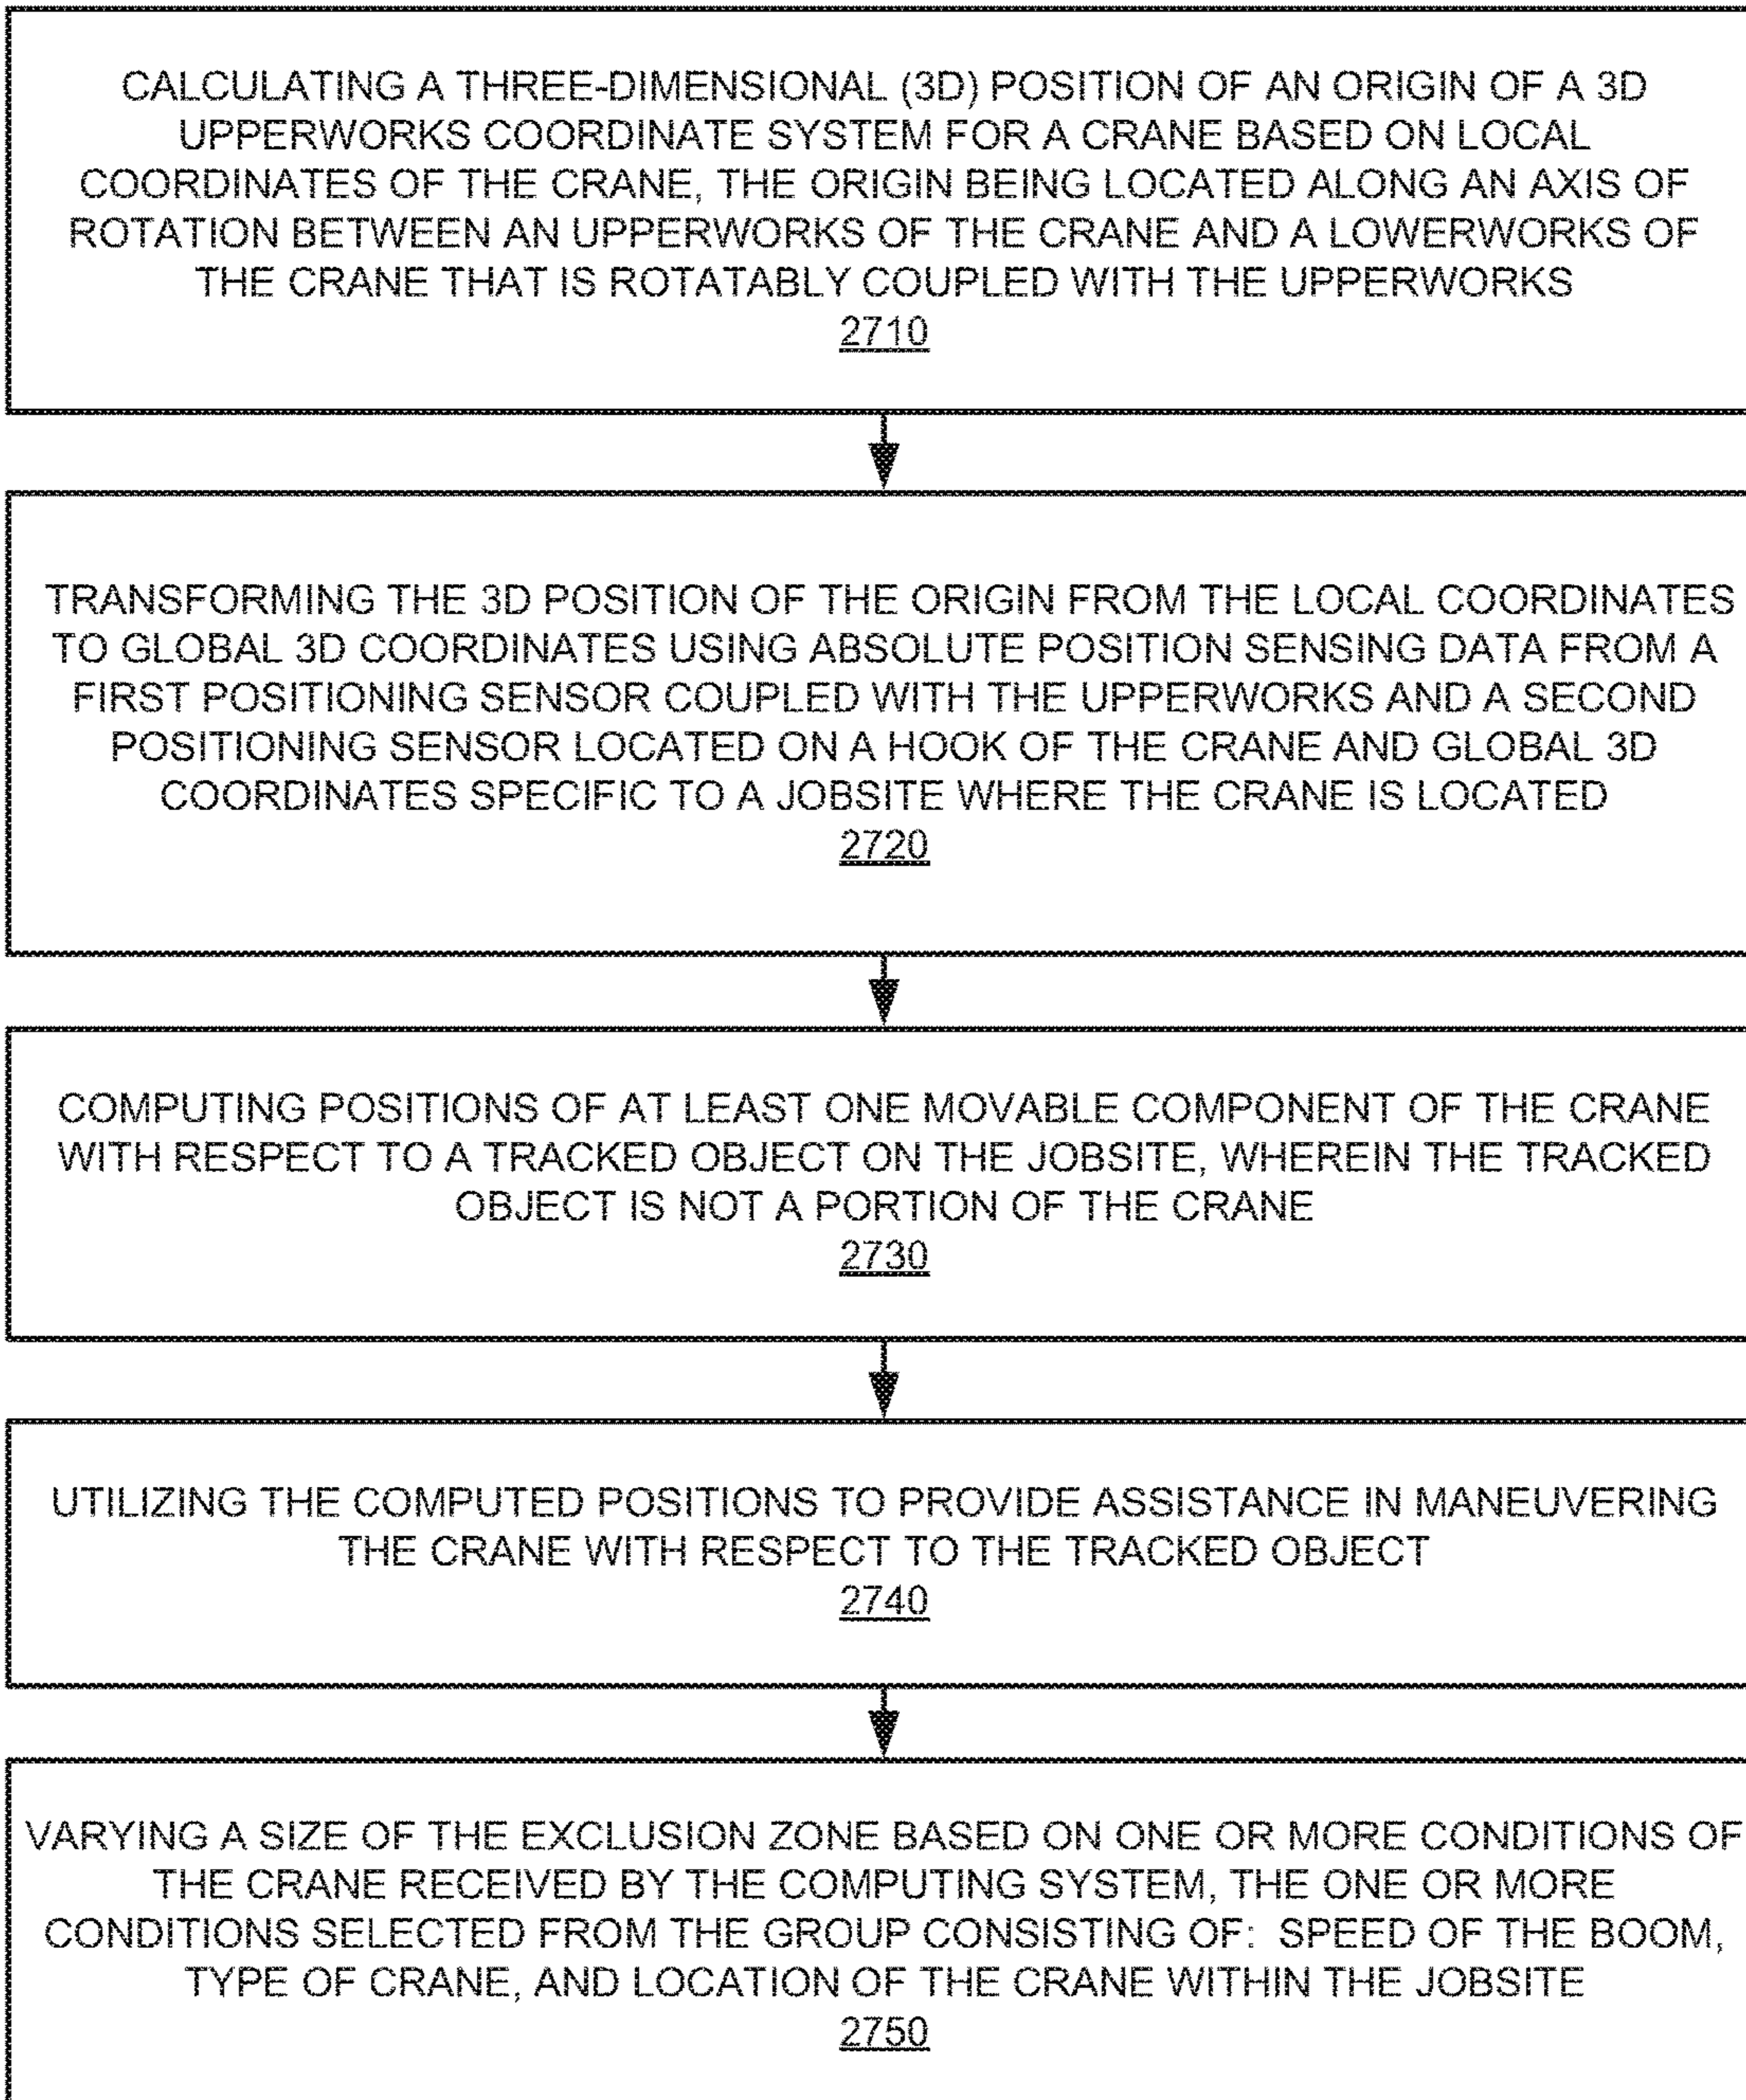 CALCULATING A THREE-DIMENSIONAL (3D) POSITION OF AN ORIGIN OF A 3D
UPPERWORKS COORDINATE SYSTEM FOR A CRANE BASED ON LOCAL
COORDINATES OF THE CRANE, THE ORIGIN BEING LOCATED ALONG AN AXIS OF
ROTATION BETWEEN AN UPPERWORKS OF THE CRANE AND A LOWERWORKS OF
THE CRANE THAT IS ROTATABLY COUPLED WITH THE UPPERWORKS
2710
TRANSFORMING THE 3D POSITION OF THE ORIGIN FROM THE LOCAL COORDINATES
TO GLOBAL 3D COORDINATES USING ABSOLUTE POSITION SENSING DATA FROM A
FIRST POSITIONING SENSOR COUPLED WITH THE UPPERWORKS AND A SECOND
POSITIONING SENSOR LOCATED ON A HOOK OF THE CRANE AND GLOBAL 3D
COORDINATES SPECIFIC TO A JOBSITE WHERE THE CRANE IS LOCATED
2720
COMPUTING POSITIONS OF AT LEAST ONE MOVABLE COMPONENT OF THE CRANE
WITH RESPECT TO A TRACKED OBJECT ON THE JOBSITE, WHEREIN THE TRACKED
OBJECT IS NOT A PORTION OF THE CRANE
2730
UTILIZING THE COMPUTED POSITIONS TO PROVIDE ASSISTANCE IN MANEUVERING
THE CRANE WITH RESPECT TO THE TRACKED OBJECT
2740
VARYING A SIZE OF THE EXCLUSION ZONE BASED ON ONE OR MORE CONDITIONS OF
THE CRANE RECEIVED BY THE COMPUTING SYSTEM, THE ONE OR MORE
CONDITIONS SELECTED FROM THE GROUP CONSISTING OF: SPEED OF THE BOOM,
TYPE OF CRANE, AND LOCATION OF THE CRANE WITHIN THE JOBSITE
2750